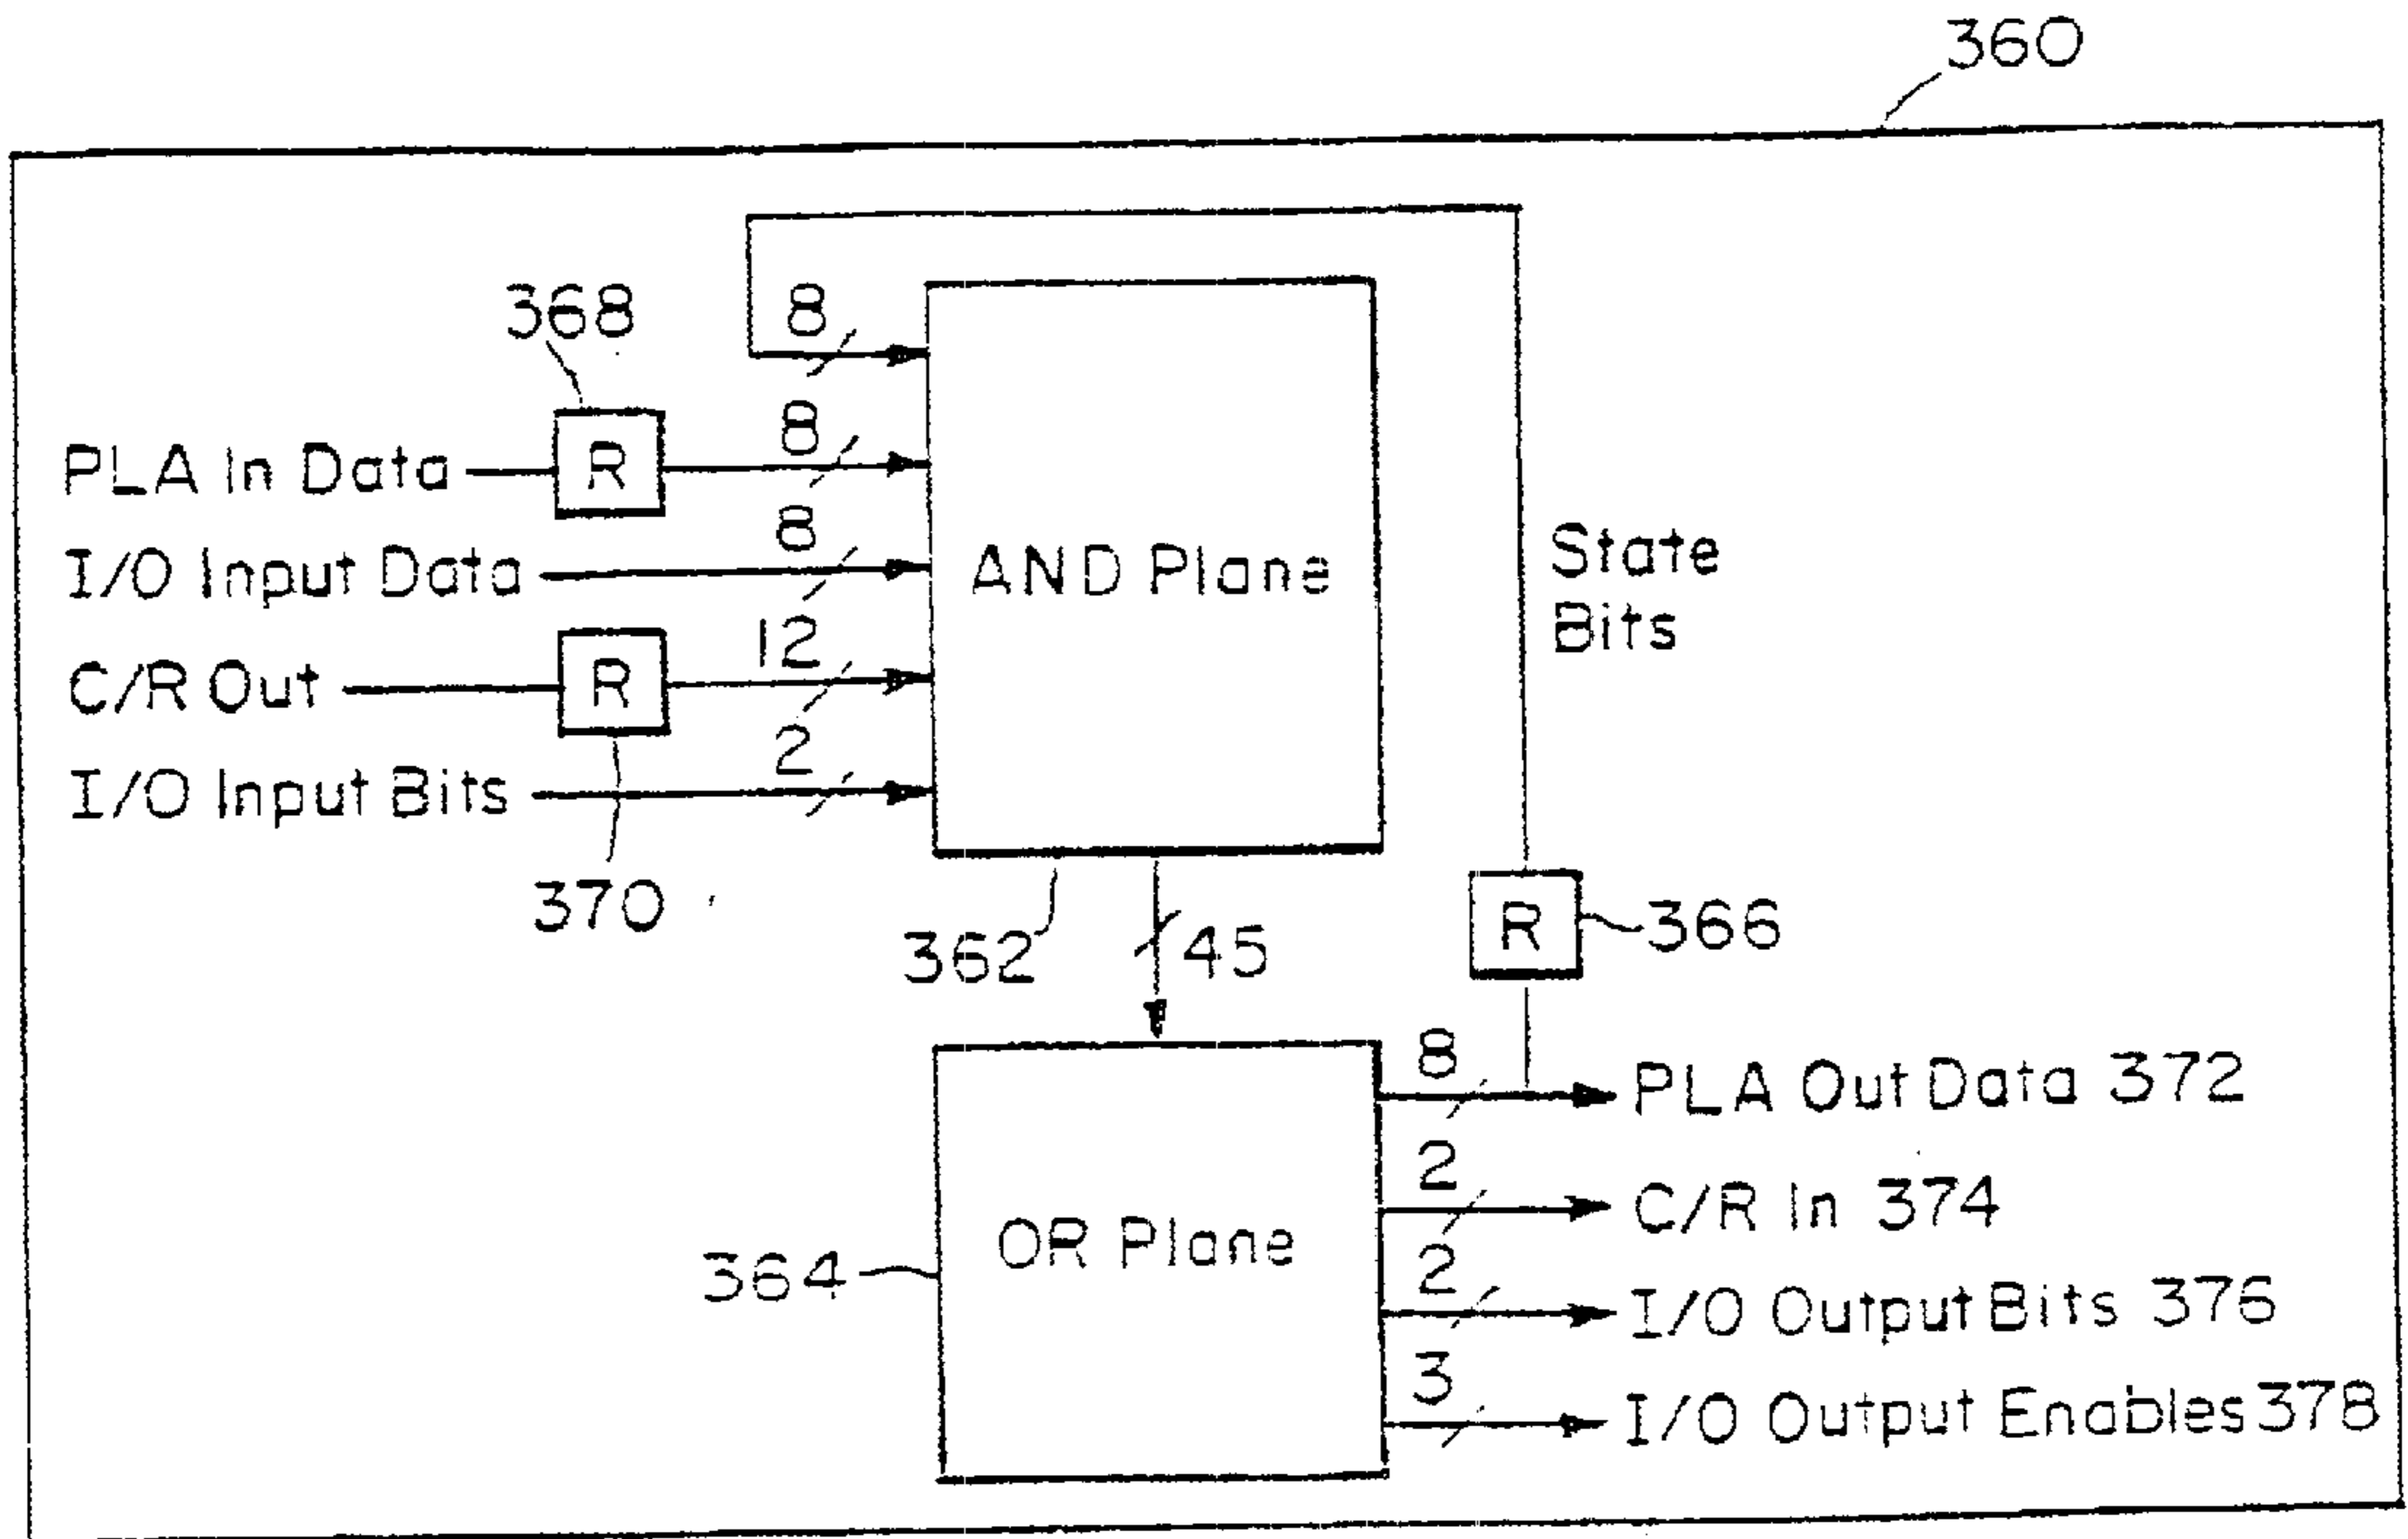 360
368
8
PLA In Data
R
8
I/O Input Data
8
AND Plane
State
Bits
C/R Out
R
12
I/O Input Bits
2
370
362
45
R
366
8
PLA Out Data 372
2
C/R In 374
364
OR Plane
2
I/O Output Bits 376
3
I/O Output Enables 378